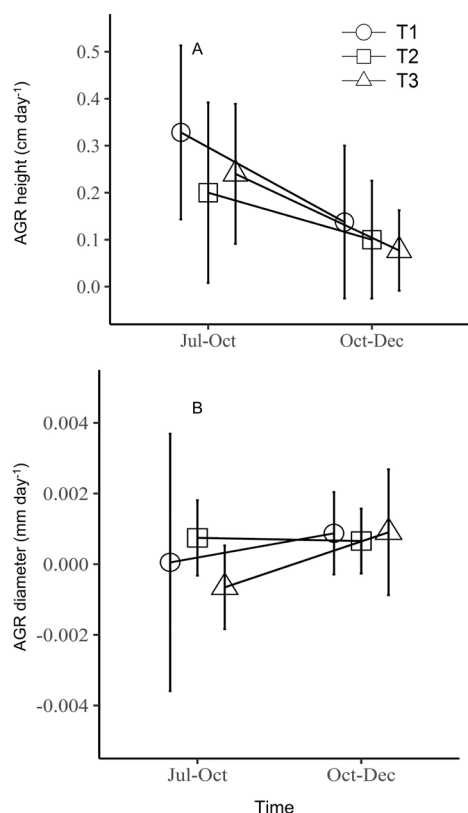 A
T1
T2
T3
AGR height (cm day⁻¹)
0.5
0.4
0.3
0.2
0.1
0.0
Jul-Oct
Oct-Dec
B
AGR diameter (mm day⁻¹)
0.004
0.002
0.000
-0.002
-0.004
Jul-Oct
Oct-Dec
Time